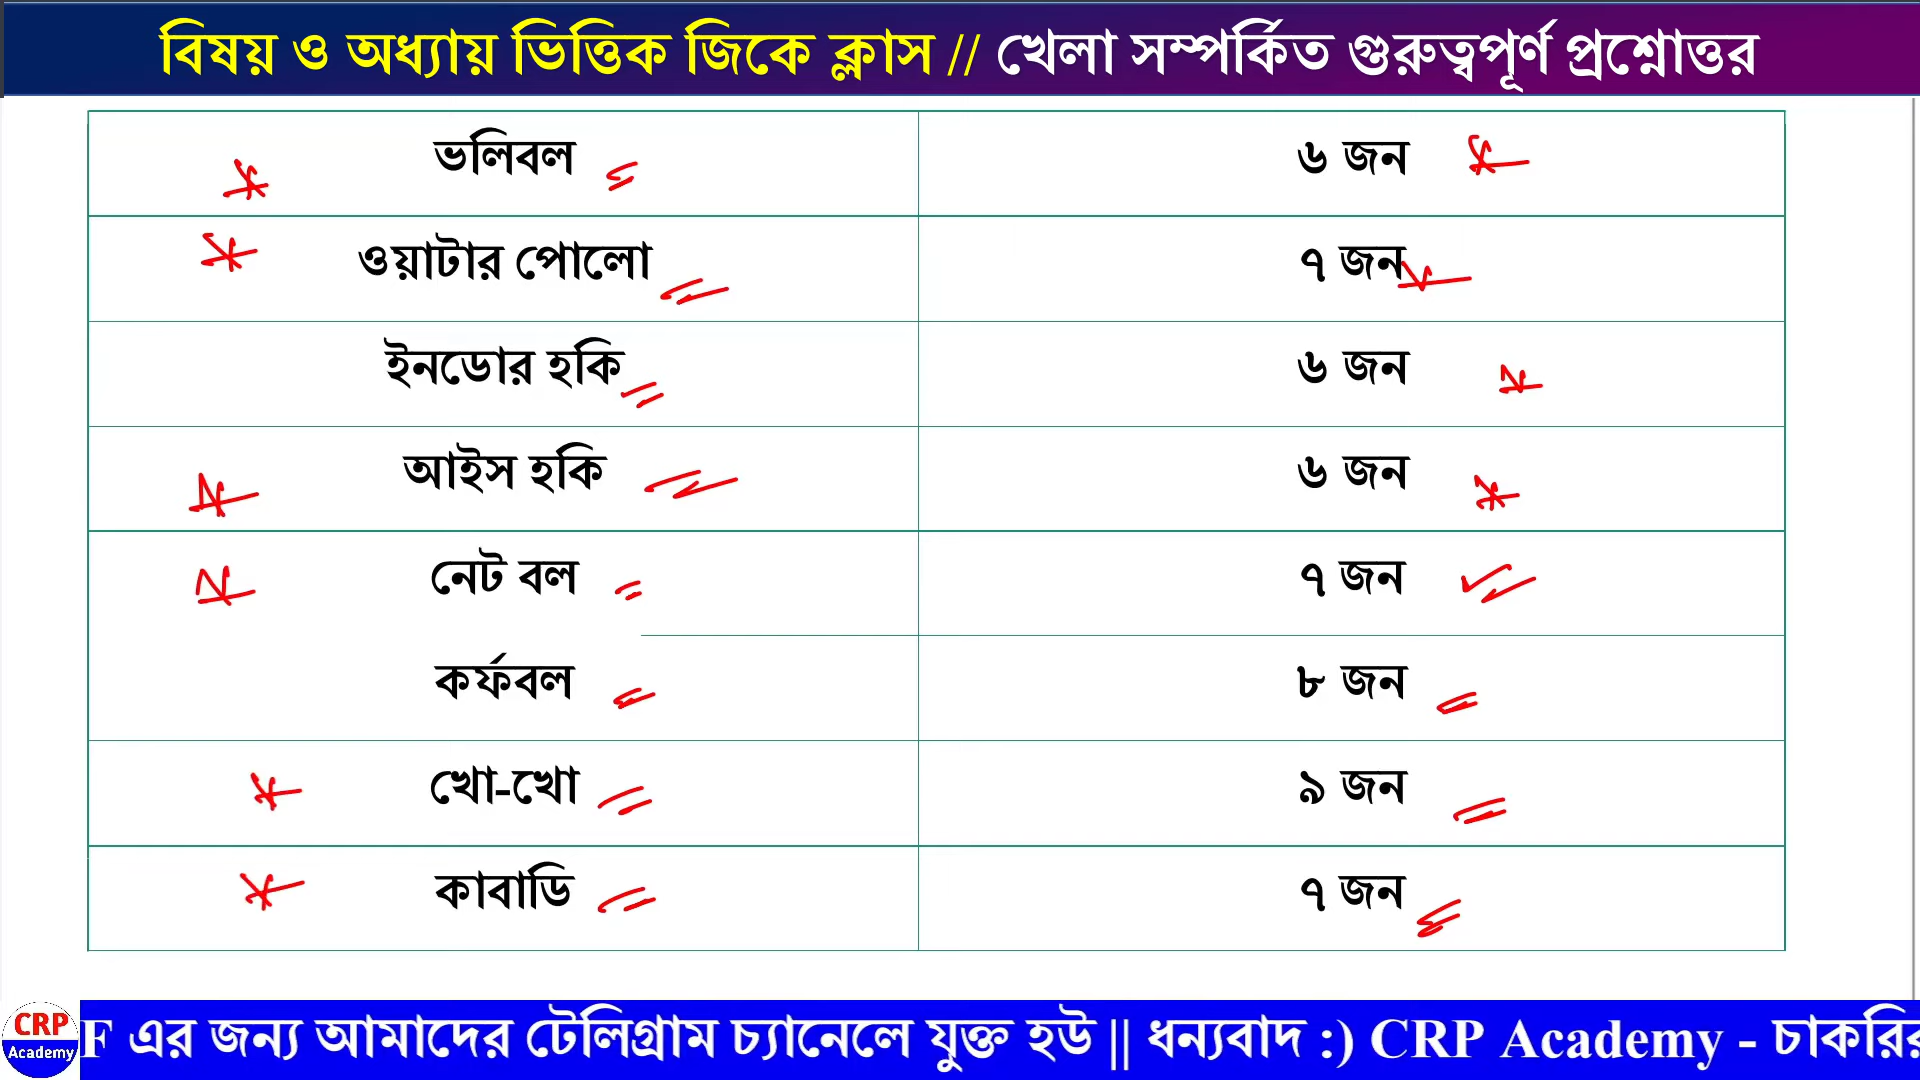 বিষয় ও অধ্যায় ভিত্তিক জিকে ক্লাস // খেলা সম্পর্কিত গুরুত্বপূর্ণ প্রশ্নোত্তর
ভলিবল ৬ জন
ওয়াটার পোলো ৭ জন
ইনডোর হকি ৬ জন
আইস হকি ৬ জন
নেট বল ৭ জন
কর্ফবল ৮ জন
খো-খো ৯ জন
কাবাডি ৭ জন
CRP
Academy
F এর জন্য আমাদের টেলিগ্রাম চ্যানেলে যুক্ত হউ || ধন্যবাদ :) CRP Academy - চাকরির